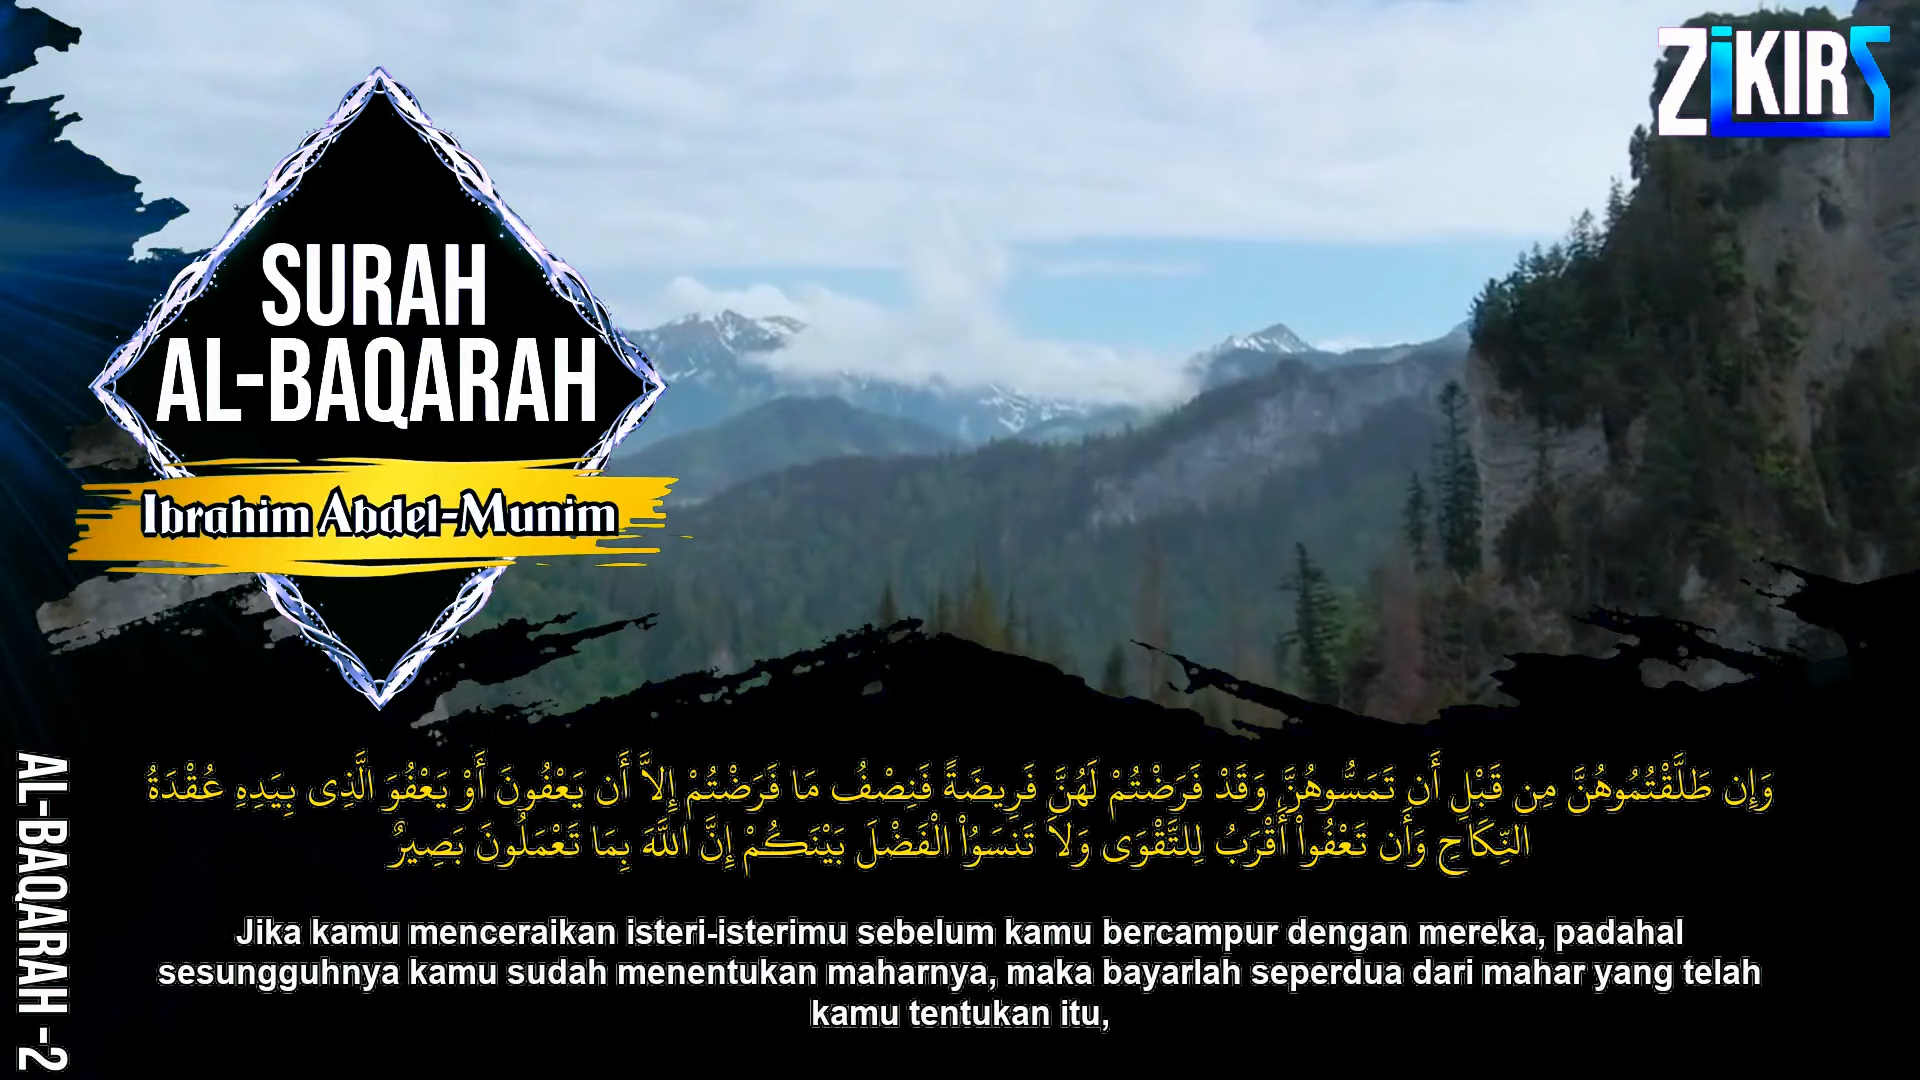 ZiKIRS
SURAH
AL-BAQARAH
Ibrahim Abdel-Munim
AL-BAQARAH -2
وَإِن طَلَّقْتُمُوهُنَّ مِن قَبْلِ أَن تَمَسُّوهُنَّ وَقَدْ فَرَضْتُمْ لَهُنَّ فَرِيضَةً فَنِصْفُ مَا فَرَضْتُمْ إِلاَّ أَن يَعْفُونَ أَوْ يَعْفُوَ الَّذِى بِيَدِهِ عُقْدَةُ
النِّكَاحِ وَأَن تَعْفُواْ أَقْرَبُ لِلتَّقْوَى وَلاَ تَنسَوُاْ الْفَضْلَ بَيْنَكُمْ إِنَّ اللَّهَ بِمَا تَعْمَلُونَ بَصِيرٌ
Jika kamu menceraikan isteri-isterimu sebelum kamu bercampur dengan mereka, padahal
sesungguhnya kamu sudah menentukan maharnya, maka bayarlah seperdua dari mahar yang telah
kamu tentukan itu,